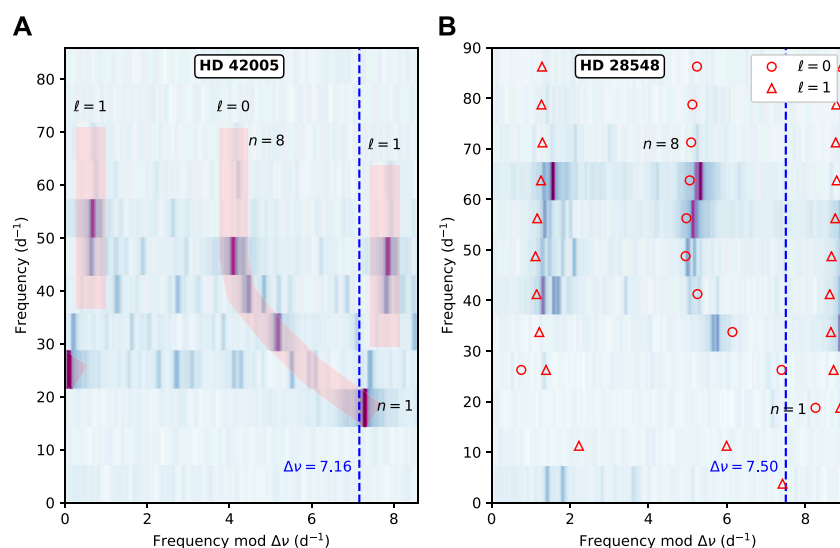 A
HD 42005
ℓ = 1
ℓ = 0
n = 8
ℓ = 1
n = 1
Δν = 7.16
80
70
60
50
40
30
20
10
0
Frequency (d⁻¹)
0
2
4
6
8
Frequency mod Δν (d⁻¹)
B
HD 28548
ℓ = 0
ℓ = 1
n = 8
n = 1
Δν = 7.50
90
80
70
60
50
40
30
20
10
0
Frequency (d⁻¹)
0
2
4
6
8
Frequency mod Δν (d⁻¹)